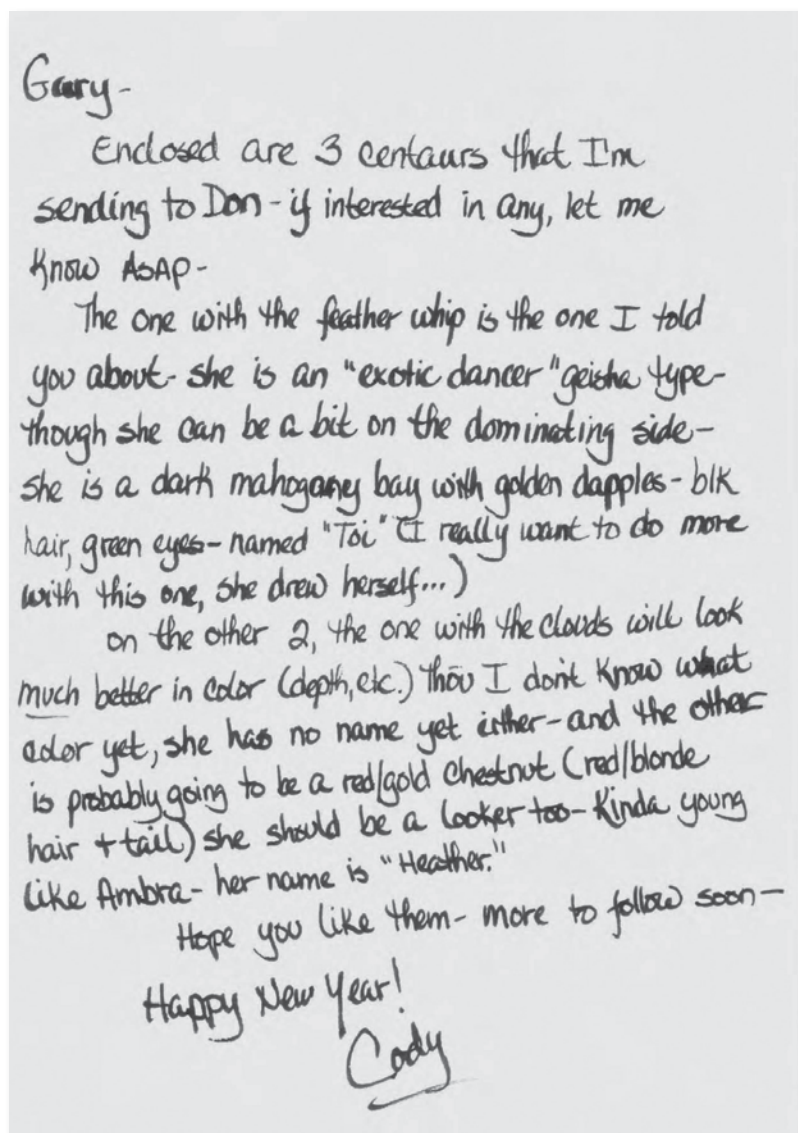 Gary-
Enclosed are 3 centaurs that I'm
sending to Don - if interested in any, let me
know ASAP-
The one with the feather whip is the one I told
you about- she is an "exotic dancer" geisha type-
though she can be a bit on the dominating side-
she is a dark mahogany bay with golden dapples- blk
hair, green eyes- named "Toi" (I really want to do more
with this one, she drew herself...)
on the other 2, the one with the clouds will look
much better in color (depth, etc.) thou I don't know what
color yet, she has no name yet either- and the other
is probably going to be a red/gold chestnut (red/blonde
hair + tail) she should be a looker too- Kinda young
like Ambra- her name is "Heather."
Hope you like them- more to follow soon-
Happy New Year!
Cody